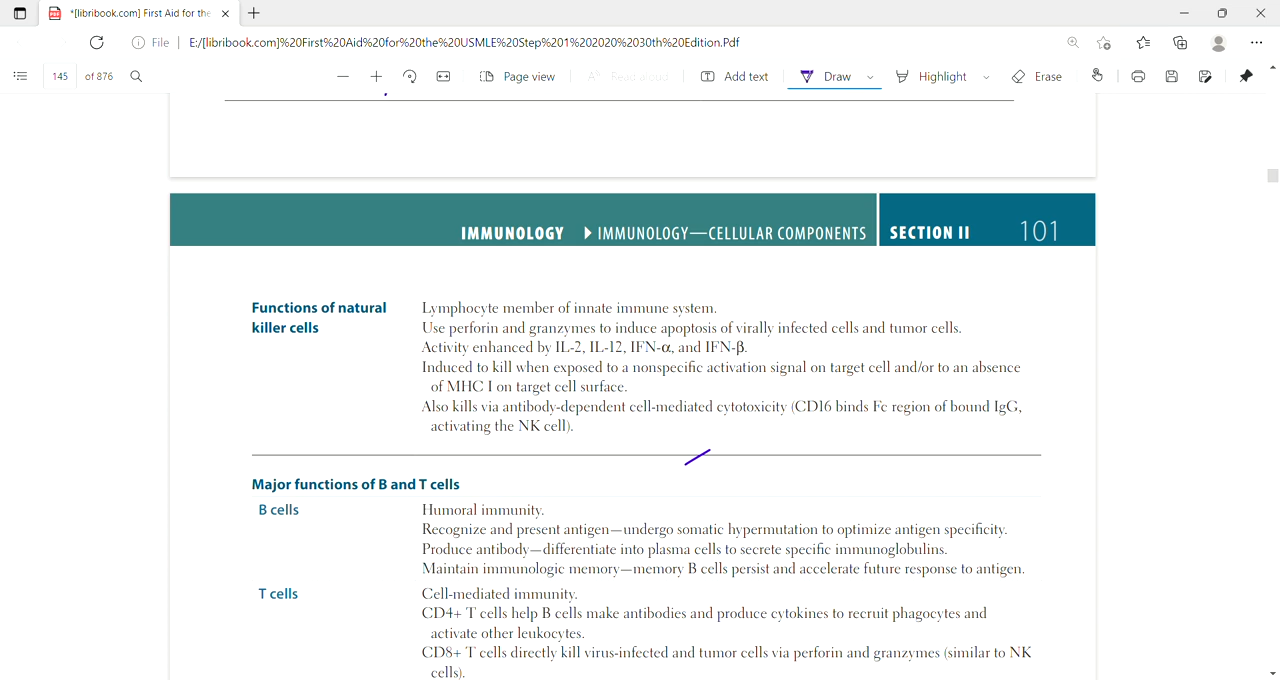 *[libribook.com] First Aid for the
File E:/[libribook.com]%20First%20Aid%20for%20the%20USMLE%20Step%201%202020%2030th%20Edition.Pdf
145 of 876 Page view Read aloud Add text Draw Highlight Erase
IMMUNOLOGY ▶ IMMUNOLOGY—CELLULAR COMPONENTS SECTION II 101
Functions of natural
killer cells
Lymphocyte member of innate immune system.
Use perforin and granzymes to induce apoptosis of virally infected cells and tumor cells.
Activity enhanced by IL-2, IL-12, IFN-α, and IFN-β.
Induced to kill when exposed to a nonspecific activation signal on target cell and/or to an absence
of MHC I on target cell surface.
Also kills via antibody-dependent cell-mediated cytotoxicity (CD16 binds Fc region of bound IgG,
activating the NK cell).
Major functions of B and T cells
B cells
Humoral immunity.
Recognize and present antigen—undergo somatic hypermutation to optimize antigen specificity.
Produce antibody—differentiate into plasma cells to secrete specific immunoglobulins.
Maintain immunologic memory—memory B cells persist and accelerate future response to antigen.
T cells
Cell-mediated immunity.
CD4+ T cells help B cells make antibodies and produce cytokines to recruit phagocytes and
activate other leukocytes.
CD8+ T cells directly kill virus-infected and tumor cells via perforin and granzymes (similar to NK
cells).